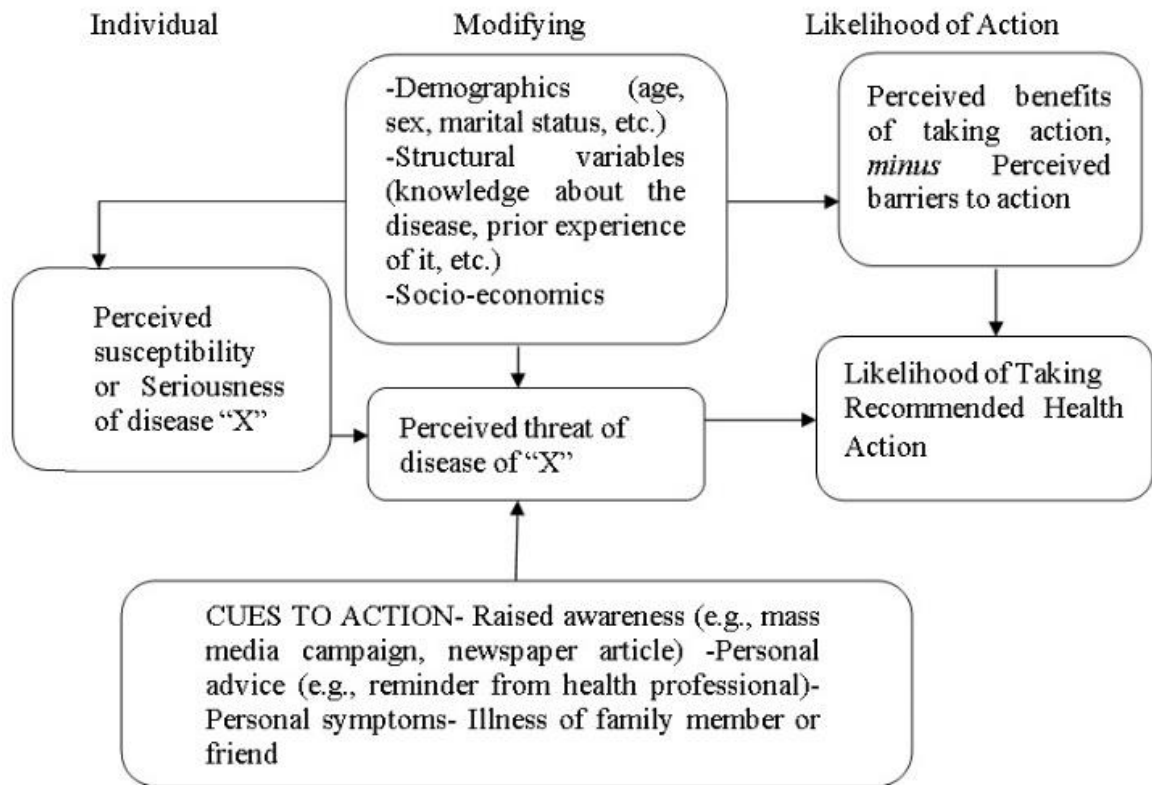 Individual
Modifying
Likelihood of Action
-Demographics (age,
sex, marital status, etc.)
-Structural variables
(knowledge about the
disease, prior experience
of it, etc.)
-Socio-economics
Perceived benefits
of taking action,
minus Perceived
barriers to action
Perceived
susceptibility
or Seriousness
of disease “X”
Perceived threat of
disease of “X”
Likelihood of Taking
Recommended Health
Action
CUES TO ACTION- Raised awareness (e.g., mass
media campaign, newspaper article) -Personal
advice (e.g., reminder from health professional)-
Personal symptoms- Illness of family member or
friend